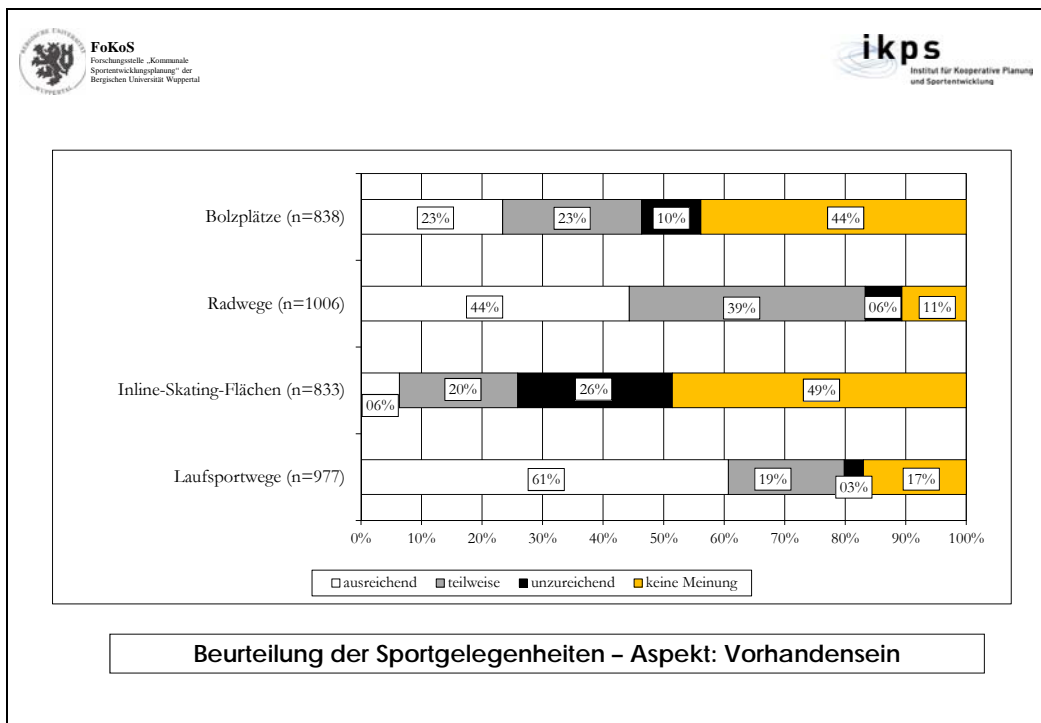 BERGISCHE UNIVERSITÄT
WUPPERTAL
FoKoS
Forschungsstelle „Kommunale
Sportentwicklungsplanung“ der
Bergischen Universität Wuppertal
ikps
Institut für Kooperative Planung
und Sportentwicklung
Bolzplätze (n=838)
23% 23% 10% 44%
Radwege (n=1006)
44% 39% 06% 11%
Inline-Skating-Flächen (n=833)
06% 20% 26% 49%
Laufsportwege (n=977)
61% 19% 03% 17%
0% 10% 20% 30% 40% 50% 60% 70% 80% 90% 100%
ausreichend teilweise unzureichend keine Meinung
Beurteilung der Sportgelegenheiten – Aspekt: Vorhandensein